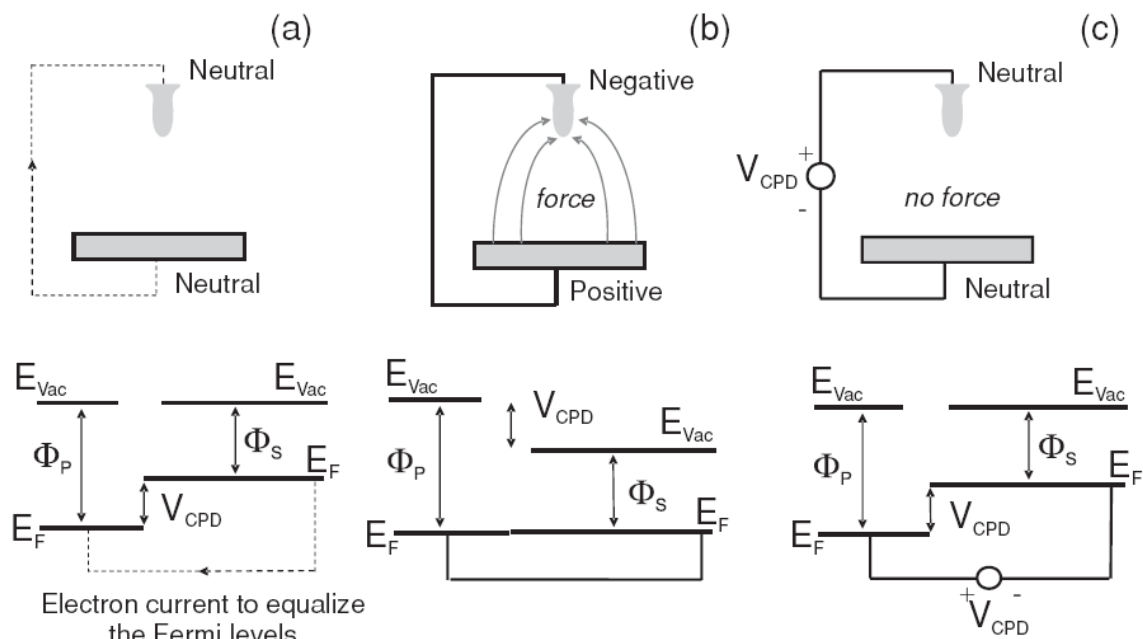 (a)
Neutral
Neutral
(b)
Negative
force
Positive
(c)
Neutral
+
V_CPD
-
no force
Neutral
E_Vac
E_Vac
Φ_P
Φ_S
E_F
E_F
V_CPD
Electron current to equalize
the Fermi levels
E_Vac
V_CPD
E_Vac
Φ_P
Φ_S
E_F
E_F
E_Vac
E_Vac
Φ_P
Φ_S
E_F
V_CPD
E_F
+ -
V_CPD